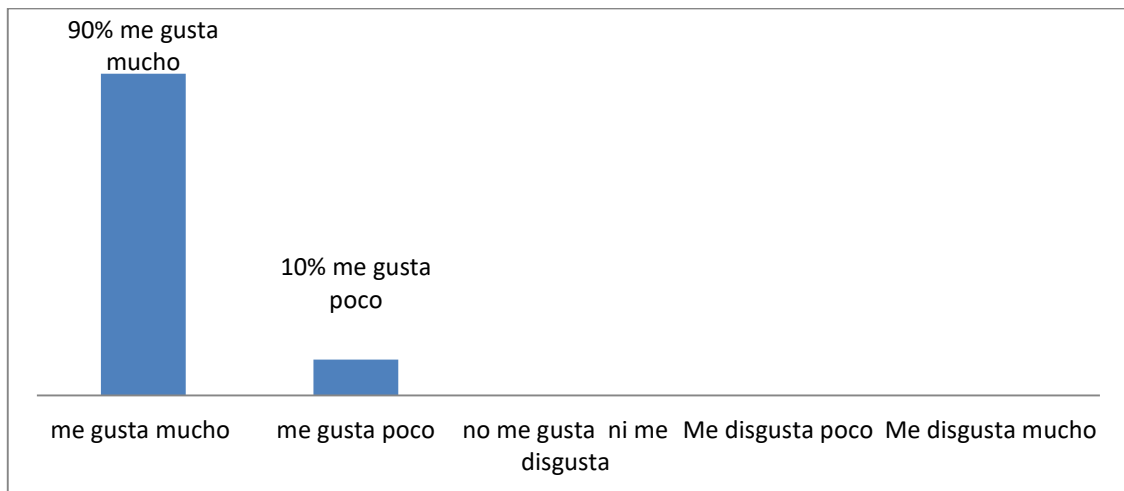 90% me gusta
mucho
10% me gusta
poco
me gusta mucho
me gusta poco
no me gusta  ni me
disgusta
Me disgusta poco
Me disgusta mucho